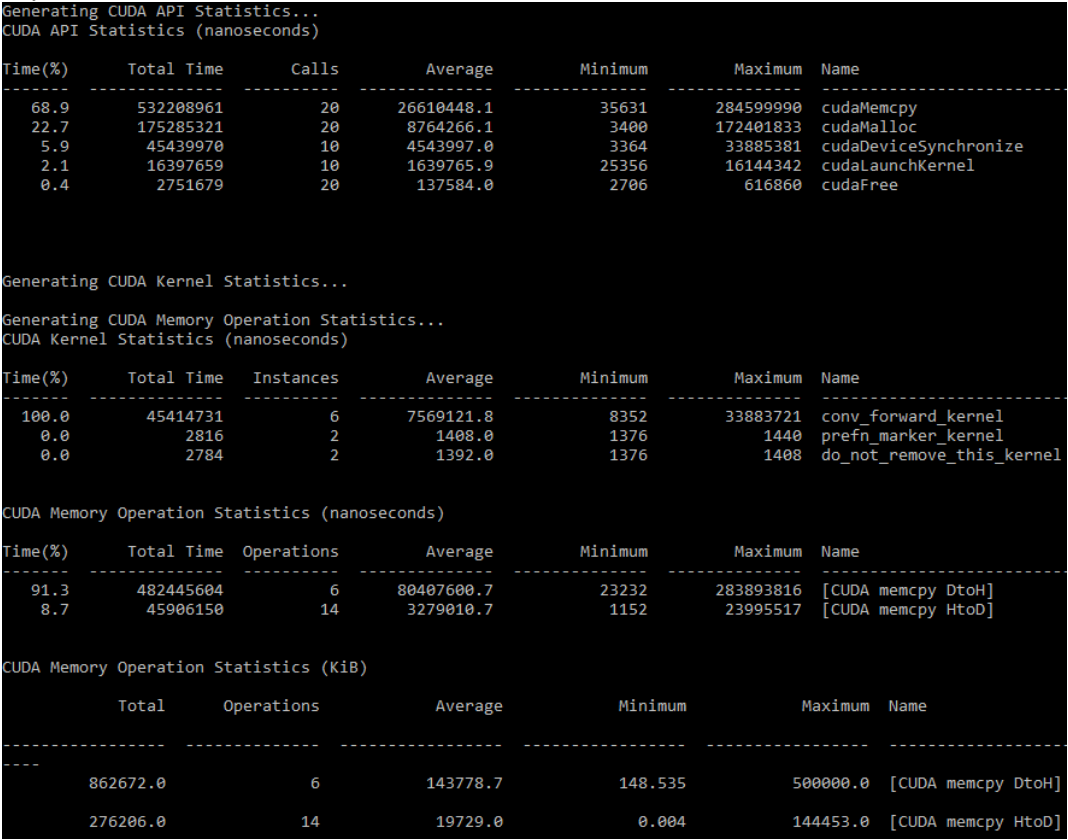 Generating CUDA API Statistics...
CUDA API Statistics (nanoseconds)
Time(%) Total Time Calls Average Minimum Maximum Name
------- -------------- ---------- -------------- -------------- -------------- --------------------------
68.9 532208961 20 26610448.1 35631 284599990 cudaMemcpy
22.7 175285321 20 8764266.1 3400 172401833 cudaMalloc
5.9 45439970 10 4543997.0 3364 33885381 cudaDeviceSynchronize
2.1 16397659 10 1639765.9 25356 16144342 cudaLaunchKernel
0.4 2751679 20 137584.0 2706 616860 cudaFree
Generating CUDA Kernel Statistics...
Generating CUDA Memory Operation Statistics...
CUDA Kernel Statistics (nanoseconds)
Time(%) Total Time Instances Average Minimum Maximum Name
------- -------------- ---------- -------------- -------------- -------------- --------------------------
100.0 45414731 6 7569121.8 8352 33883721 conv_forward_kernel
0.0 2816 2 1408.0 1376 1440 prefn_marker_kernel
0.0 2784 2 1392.0 1376 1408 do_not_remove_this_kernel
CUDA Memory Operation Statistics (nanoseconds)
Time(%) Total Time Operations Average Minimum Maximum Name
------- -------------- ---------- -------------- -------------- -------------- --------------------------
91.3 482445604 6 80407600.7 23232 283893816 [CUDA memcpy DtoH]
8.7 45906150 14 3279010.7 1152 23995517 [CUDA memcpy HtoD]
CUDA Memory Operation Statistics (KiB)
Total Operations Average Minimum Maximum Name
----------------- -------------- ----------------- ----------------- ----------------- -------------------
----
862672.0 6 143778.7 148.535 500000.0 [CUDA memcpy DtoH]
276206.0 14 19729.0 0.004 144453.0 [CUDA memcpy HtoD]